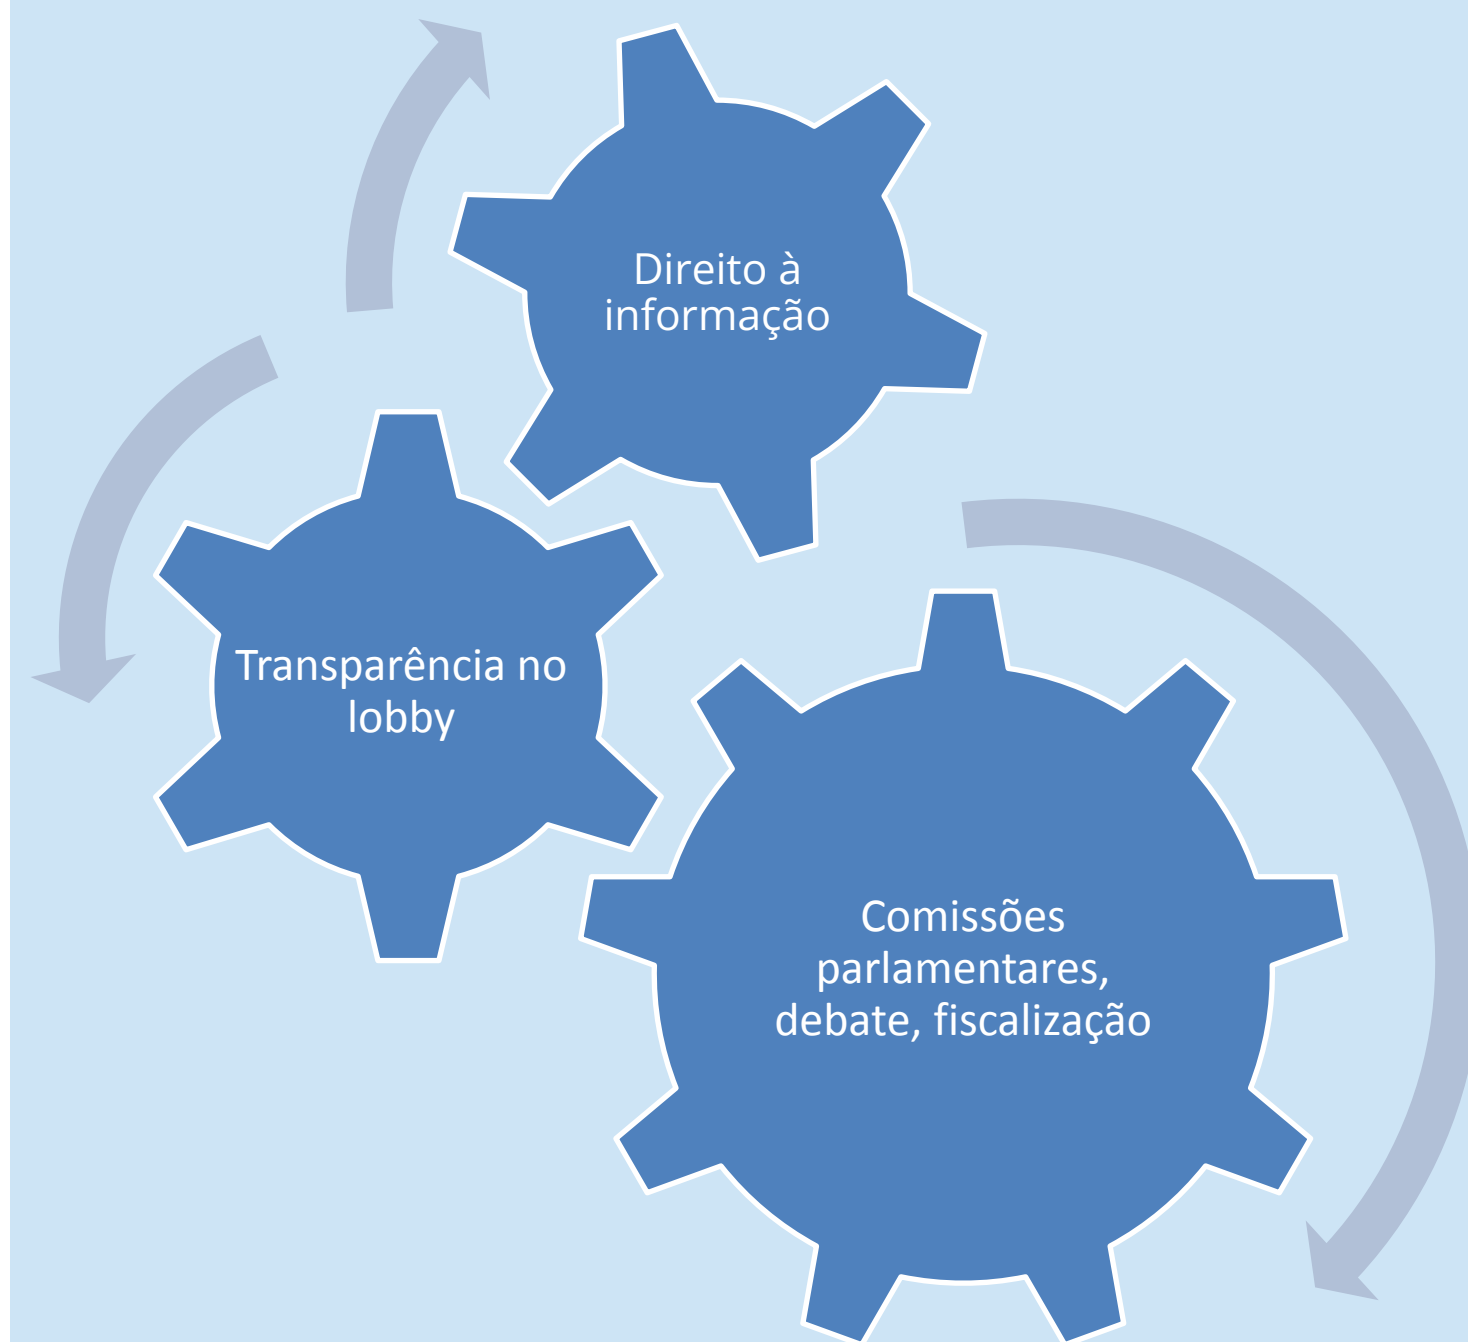 Direito à
informação
Transparência no
lobby
Comissões
parlamentares,
debate, fiscalização